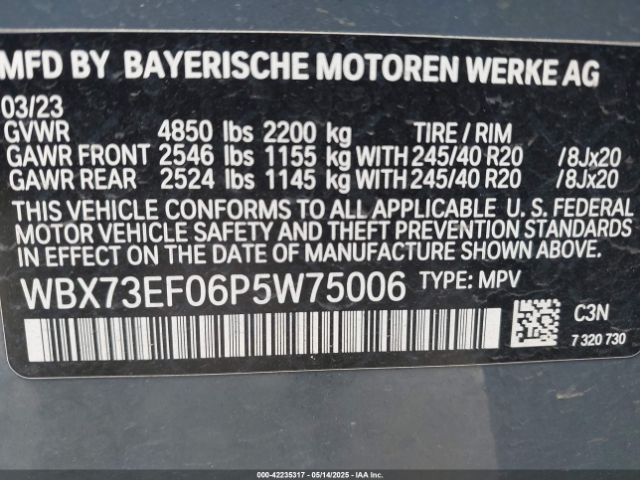 MFD BY BAYERISCHE MOTOREN WERKE AG
03/23
GVWR 4850 lbs 2200 kg TIRE / RIM
GAWR FRONT 2546 lbs 1155 kg WITH 245/40 R20 /8Jx20
GAWR REAR 2524 lbs 1145 kg WITH 245/40 R20 /8Jx20
THIS VEHICLE CONFORMS TO ALL APPLICABLE U. S. FEDERAL
MOTOR VEHICLE SAFETY AND THEFT PREVENTION STANDARDS
IN EFFECT ON THE DATE OF MANUFACTURE SHOWN ABOVE.
WBX73EF06P5W75006 TYPE: MPV
C3N
7 320 730
000-42235317 | 05/14/2025 | IAAI.COM